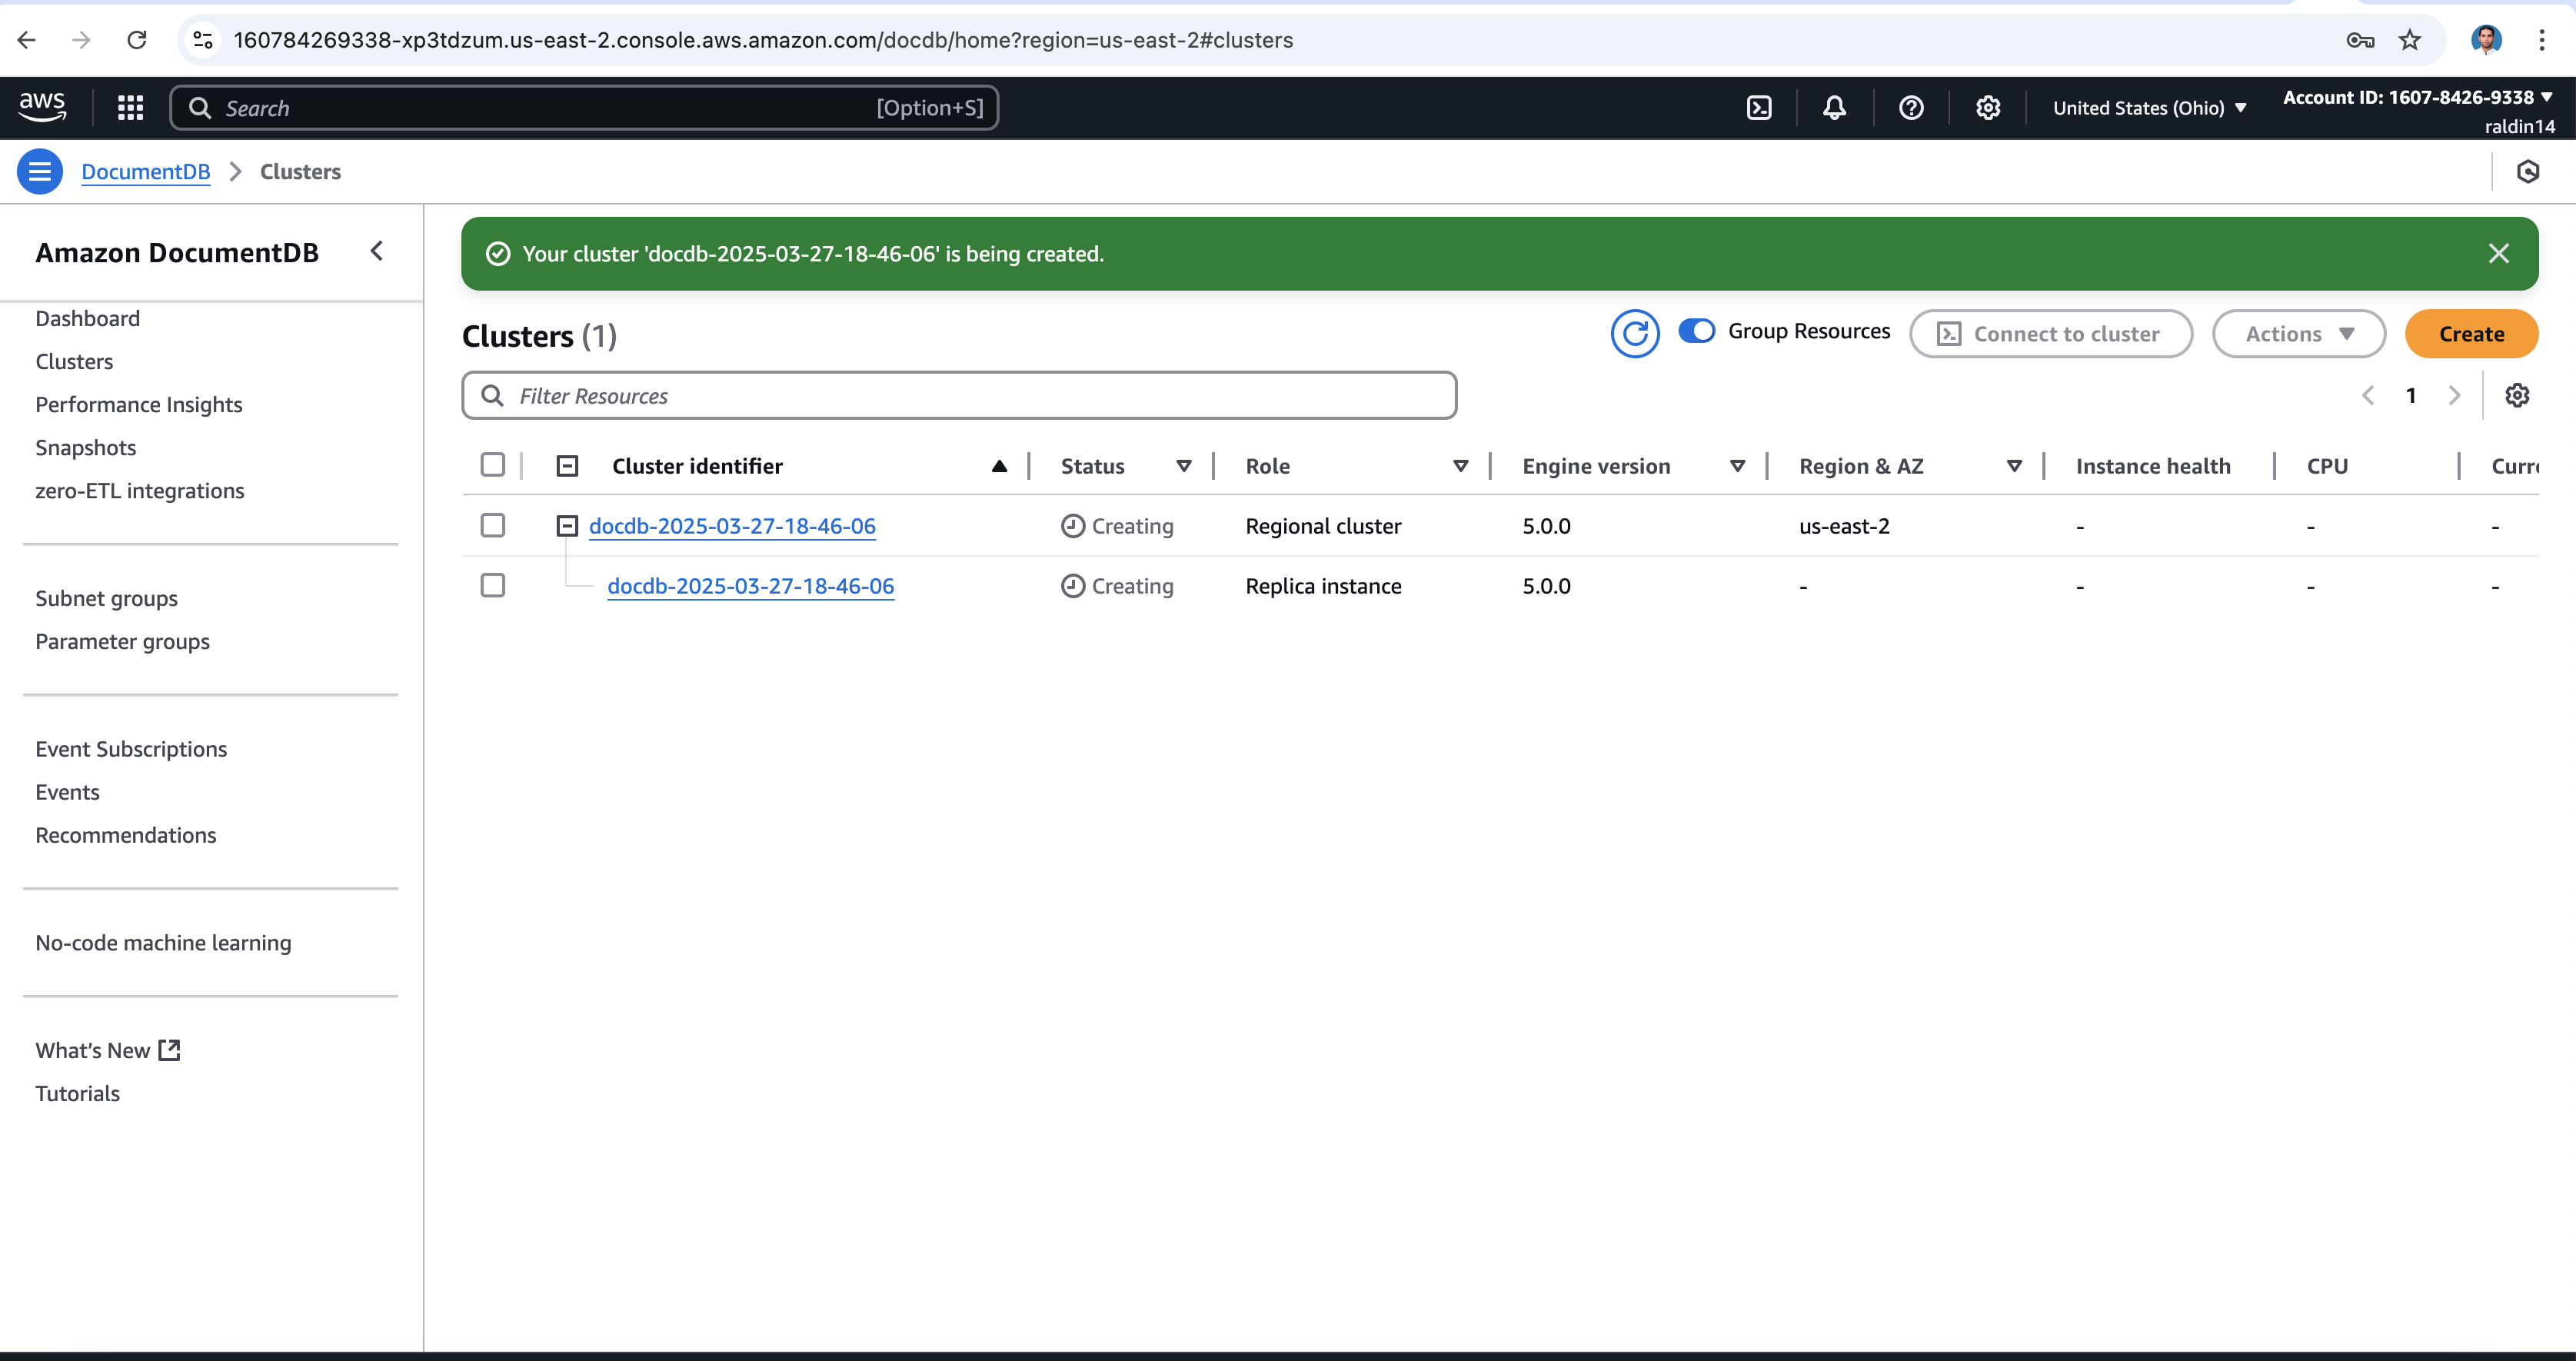 160784269338-xp3tdzum.us-east-2.console.aws.amazon.com/docdb/home?region=us-east-2#clusters
aws
Search
[Option+S]
United States (Ohio)
Account ID: 1607-8426-9338
raldin14
DocumentDB
Clusters
Amazon DocumentDB
Dashboard
Clusters
Performance Insights
Snapshots
zero-ETL integrations
Subnet groups
Parameter groups
Event Subscriptions
Events
Recommendations
No-code machine learning
What's New
Tutorials
Your cluster 'docdb-2025-03-27-18-46-06' is being created.
Clusters (1)
Group Resources
Connect to cluster
Actions
Create
Filter Resources
1
Cluster identifier Status Role Engine version Region & AZ Instance health CPU Curre
docdb-2025-03-27-18-46-06 Creating Regional cluster 5.0.0 us-east-2 - - -
docdb-2025-03-27-18-46-06 Creating Replica instance 5.0.0 - - - -